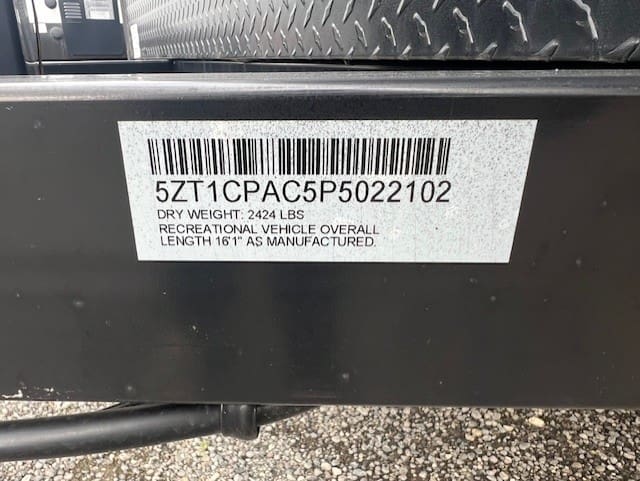 5ZT1CPAC5P5022102
DRY WEIGHT: 2424 LBS
RECREATIONAL VEHICLE OVERALL
LENGTH 16'1" AS MANUFACTURED.